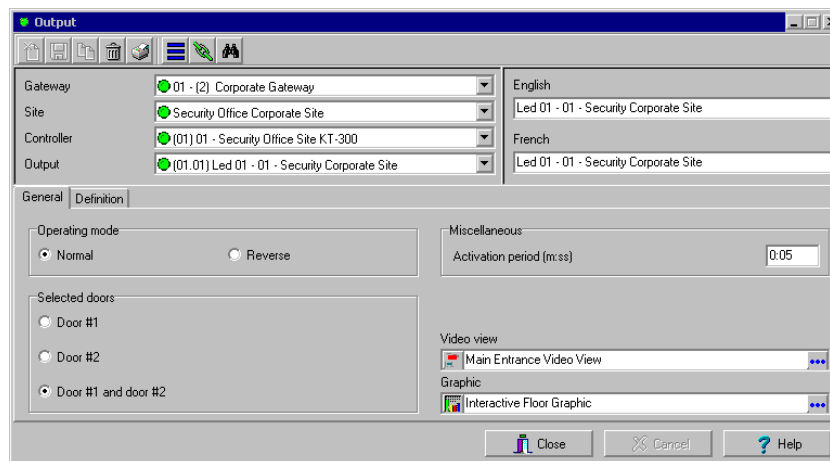 Output
Gateway
01 - (2) Corporate Gateway
Site
Security Office Corporate Site
Controller
(01) 01 - Security Office Site KT-300
Output
(01.01) Led 01 - 01 - Security Corporate Site
English
Led 01 - 01 - Security Corporate Site
French
Led 01 - 01 - Security Corporate Site
General
Definition
Operating mode
Normal
Reverse
Selected doors
Door #1
Door #2
Door #1 and door #2
Miscellaneous
Activation period (m:ss)
0:05
Video view
Main Entrance Video View
Graphic
Interactive Floor Graphic
Close
Cancel
Help